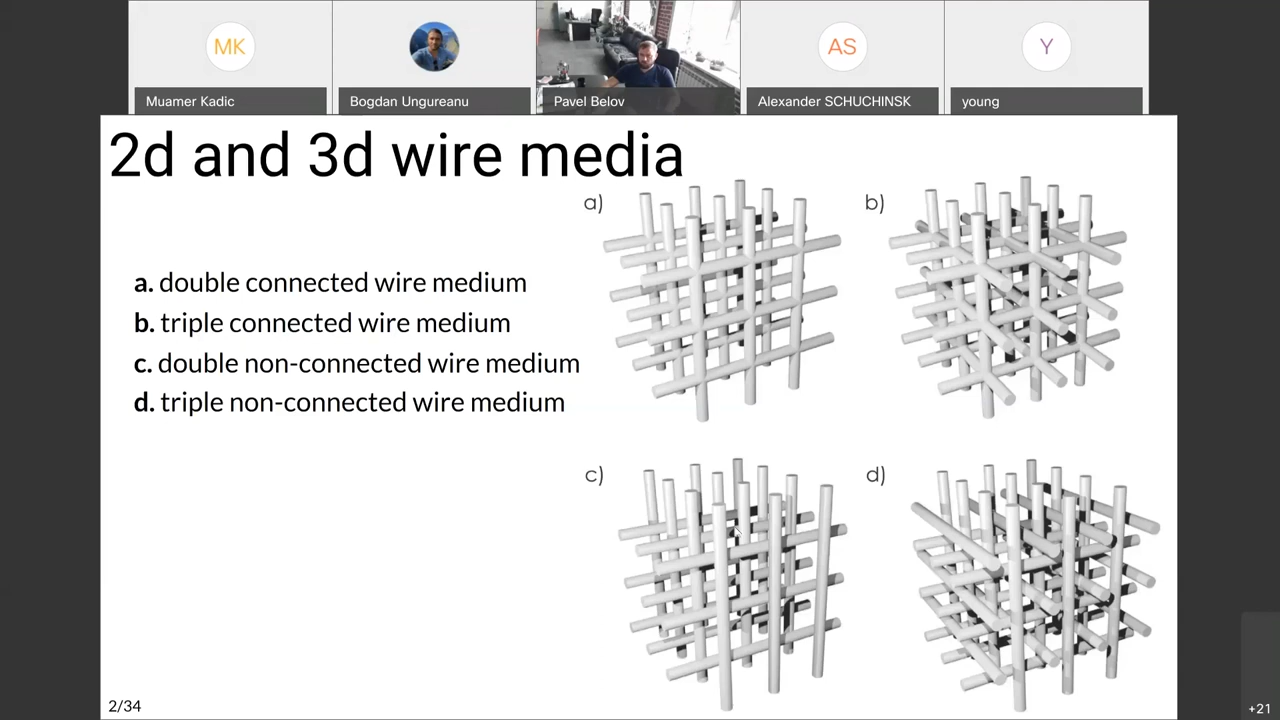 MK
AS
Y
Muamer Kadic
Bogdan Ungureanu
Pavel Belov
Alexander SCHUCHINSK
young
2d and 3d wire media
a. double connected wire medium
b. triple connected wire medium
c. double non-connected wire medium
d. triple non-connected wire medium
a)
b)
c)
d)
2/34
+21